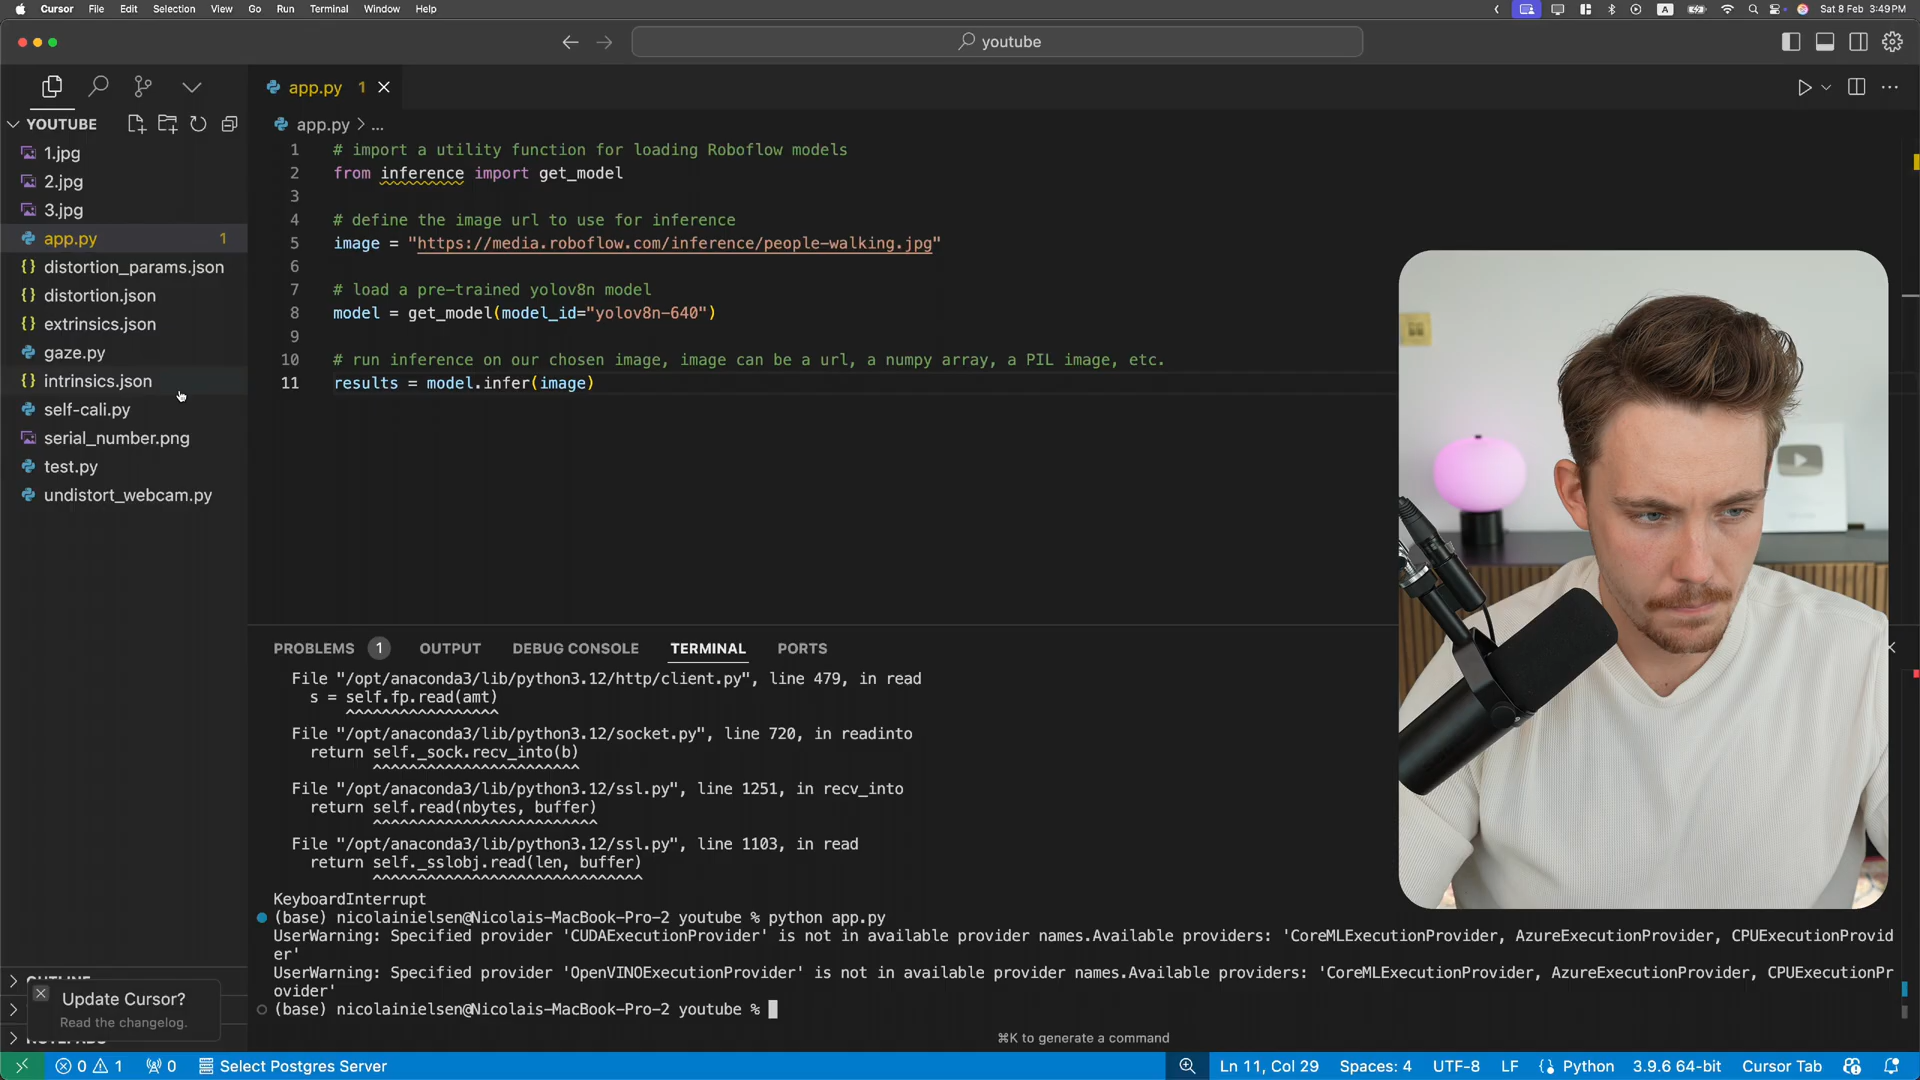 Cursor File Edit Selection View Go Run Terminal Window Help
A Sat 8 Feb 3:49PM
youtube
YOUTUBE
1.jpg
2.jpg
3.jpg
app.py 1
{} distortion_params.json
{} distortion.json
{} extrinsics.json
gaze.py
{} intrinsics.json
self-cali.py
serial_number.png
test.py
undistort_webcam.py
Update Cursor?
Read the changelog.
app.py 1
app.py > ...
1 # import a utility function for loading Roboflow models
2 from inference import get_model
3
4 # define the image url to use for inference
5 image = "https://media.roboflow.com/inference/people-walking.jpg"
6
7 # load a pre-trained yolov8n model
8 model = get_model(model_id="yolov8n-640")
9
10 # run inference on our chosen image, image can be a url, a numpy array, a PIL image, etc.
11 results = model.infer(image)
PROBLEMS 1 OUTPUT DEBUG CONSOLE TERMINAL PORTS
File "/opt/anaconda3/lib/python3.12/http/client.py", line 479, in read
s = self.fp.read(amt)
^^^^^^^^^^^^^^^^^
File "/opt/anaconda3/lib/python3.12/socket.py", line 720, in readinto
return self._sock.recv_into(b)
^^^^^^^^^^^^^^^^^^^^^^^
File "/opt/anaconda3/lib/python3.12/ssl.py", line 1251, in recv_into
return self.read(nbytes, buffer)
^^^^^^^^^^^^^^^^^^^^^^^^^
File "/opt/anaconda3/lib/python3.12/ssl.py", line 1103, in read
return self._sslobj.read(len, buffer)
^^^^^^^^^^^^^^^^^^^^^^^^^^^^^^
KeyboardInterrupt
(base) nicolainielsen@Nicolais-MacBook-Pro-2 youtube % python app.py
UserWarning: Specified provider 'CUDAExecutionProvider' is not in available provider names.Available providers: 'CoreMLExecutionProvider, AzureExecutionProvider, CPUExecutionProvid
er'
UserWarning: Specified provider 'OpenVINOExecutionProvider' is not in available provider names.Available providers: 'CoreMLExecutionProvider, AzureExecutionProvider, CPUExecutionPr
ovider'
(base) nicolainielsen@Nicolais-MacBook-Pro-2 youtube %
⌘K to generate a command
0 1 0 Select Postgres Server Ln 11, Col 29 Spaces: 4 UTF-8 LF {} Python 3.9.6 64-bit Cursor Tab